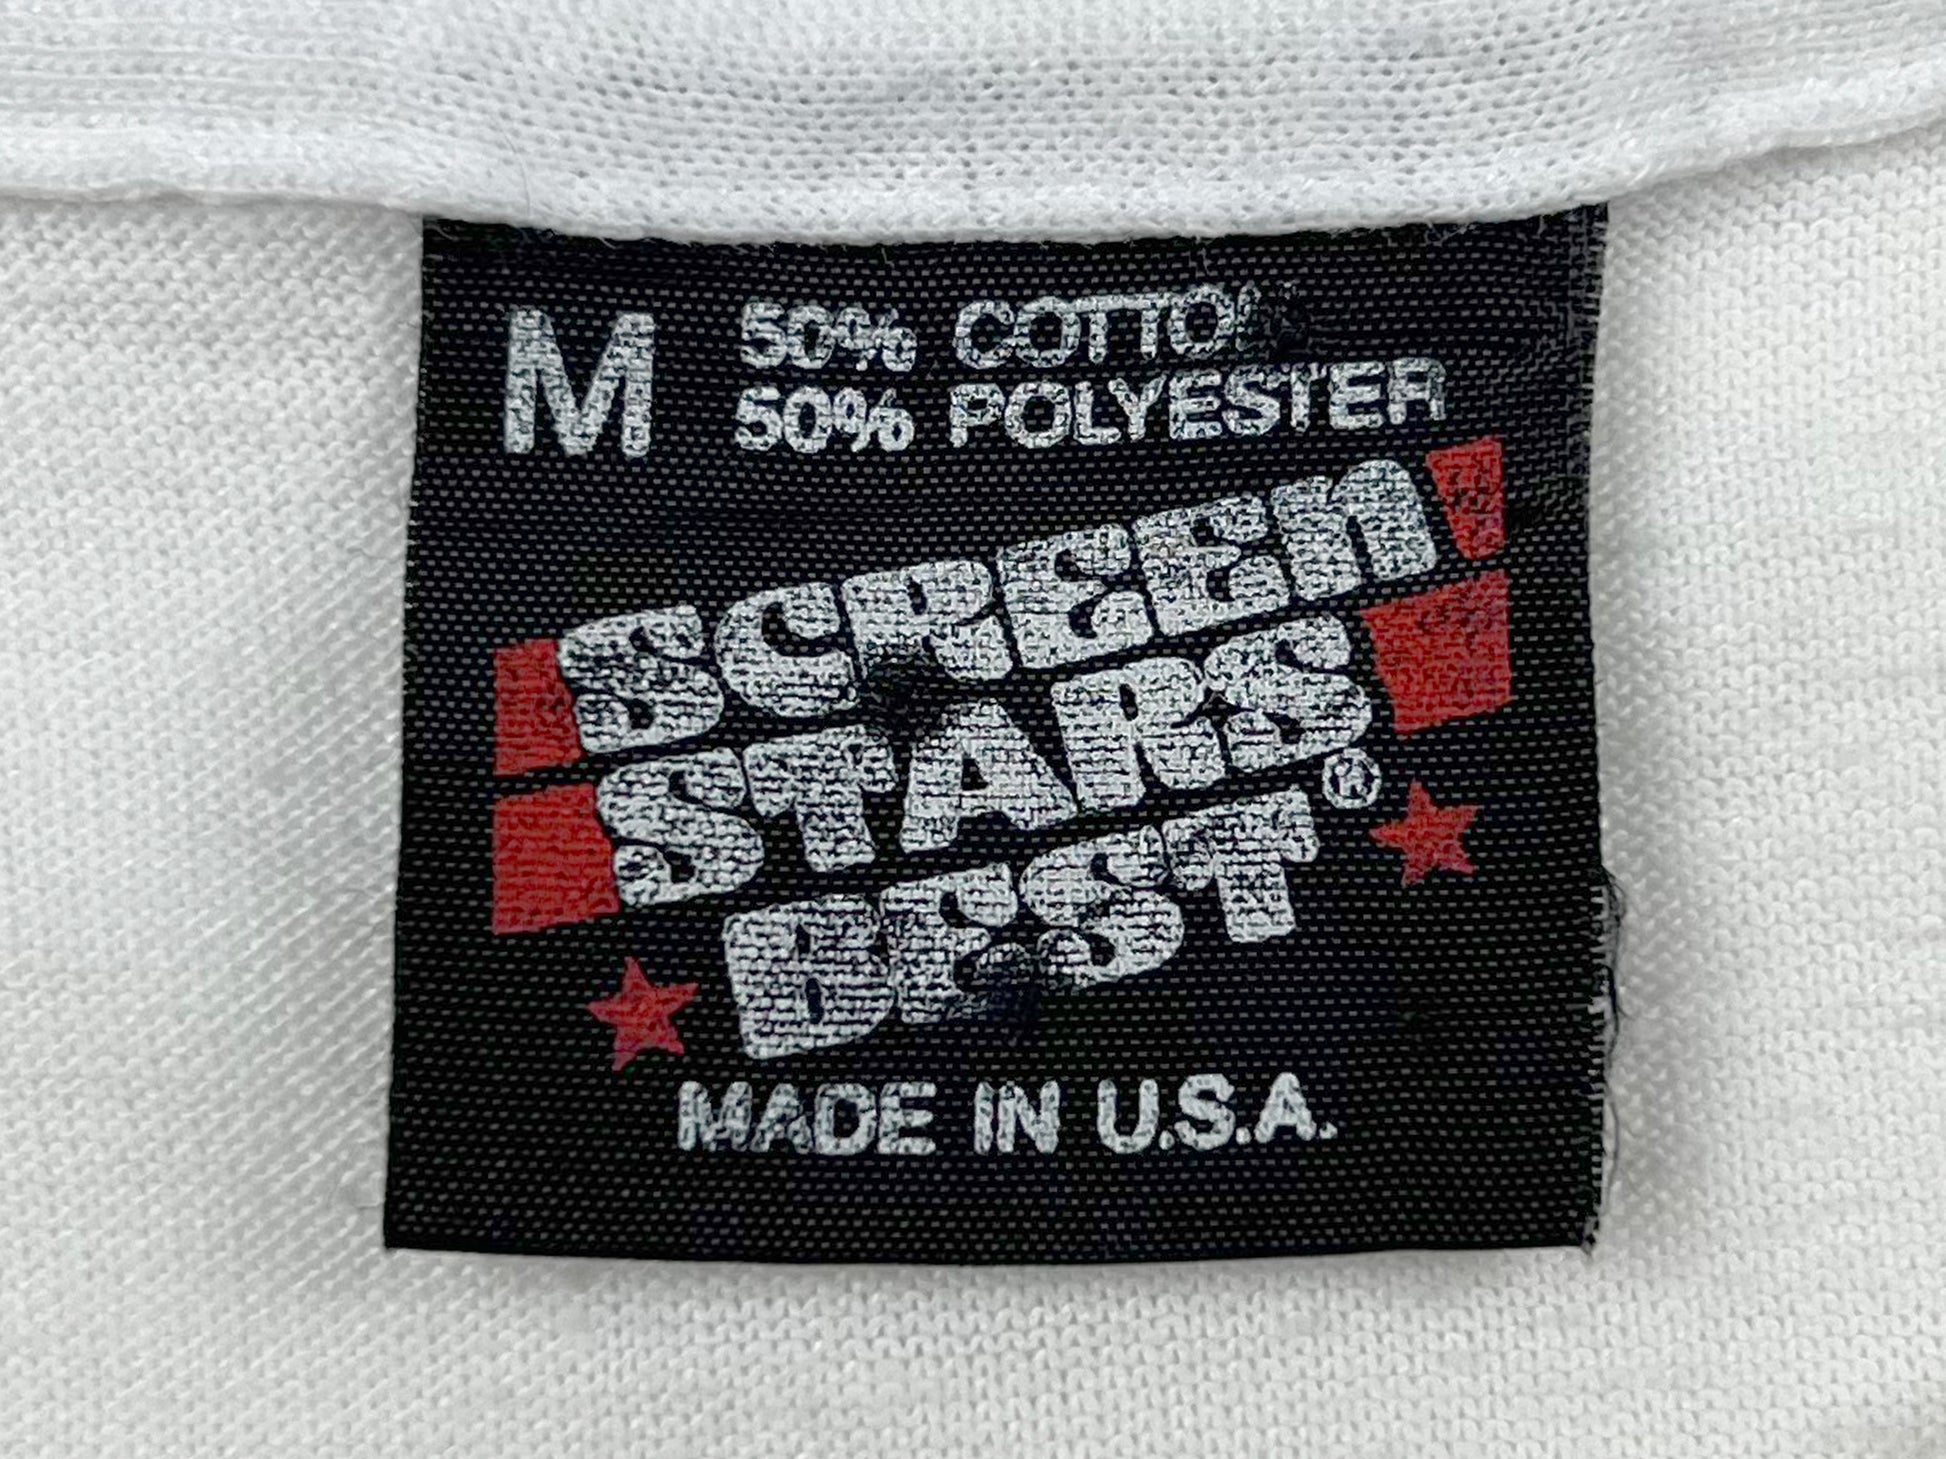 M 50% COTTON
50% POLYESTER
SCREEN
STARS®
BEST
MADE IN U.S.A.